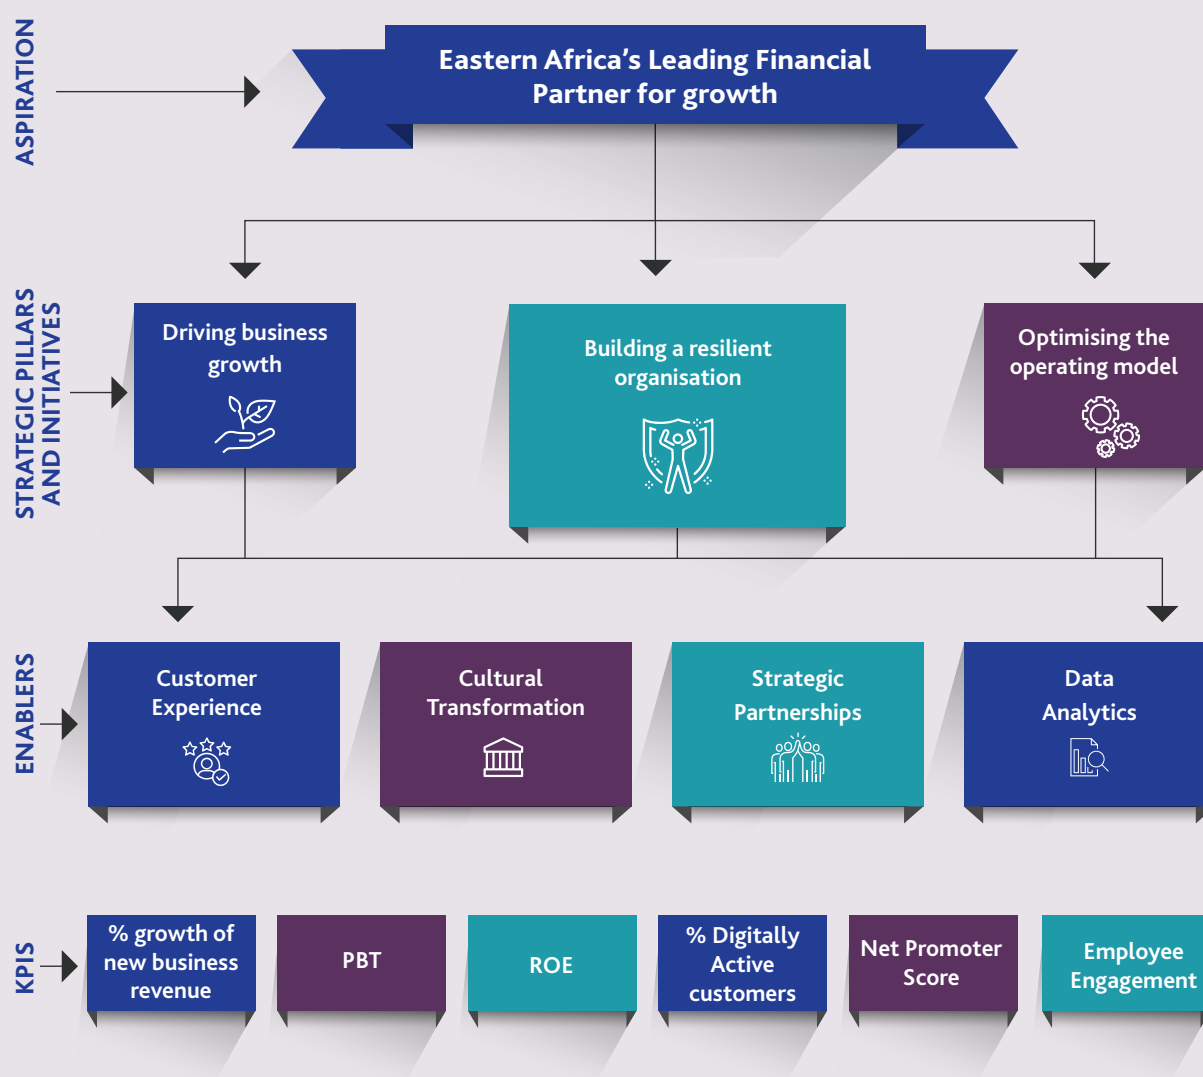 ASPIRATION
Eastern Africa's Leading Financial
Partner for growth
STRATEGIC PILLARS
AND INITIATIVES
Driving business
growth
Building a resilient
organisation
Optimising the
operating model
ENABLERS
Customer
Experience
Cultural
Transformation
Strategic
Partnerships
Data
Analytics
KPIS
% growth of
new business
revenue
PBT
ROE
% Digitally
Active
customers
Net Promoter
Score
Employee
Engagement